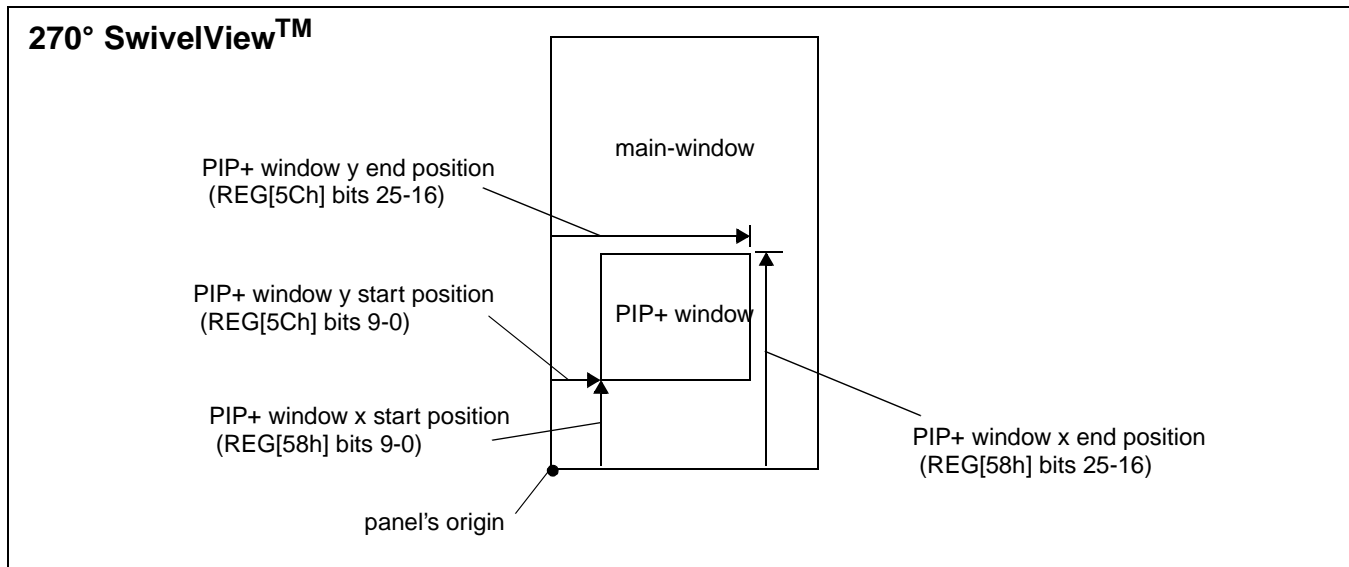 270° SwivelView™
main-window
PIP+ window y end position
(REG[5Ch] bits 25-16)
PIP+ window y start position
(REG[5Ch] bits 9-0)
PIP+ window
PIP+ window x start position
(REG[58h] bits 9-0)
PIP+ window x end position
(REG[58h] bits 25-16)
panel’s origin